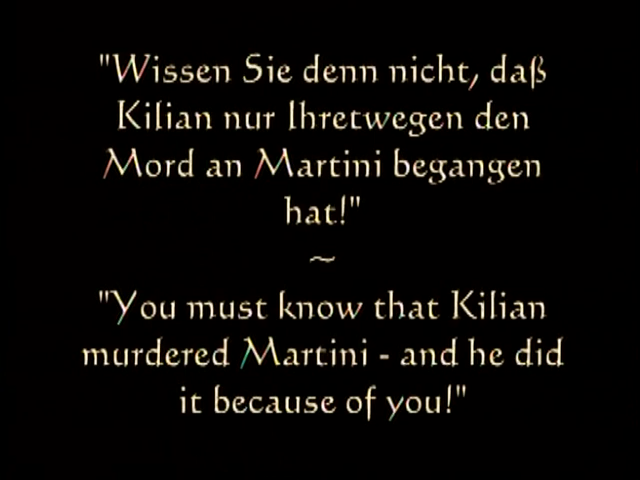 "Wissen Sie denn nicht, daß
Kilian nur Ihretwegen den
Mord an Martini begangen
hat!"
~
"You must know that Kilian
murdered Martini - and he did
it because of you!"